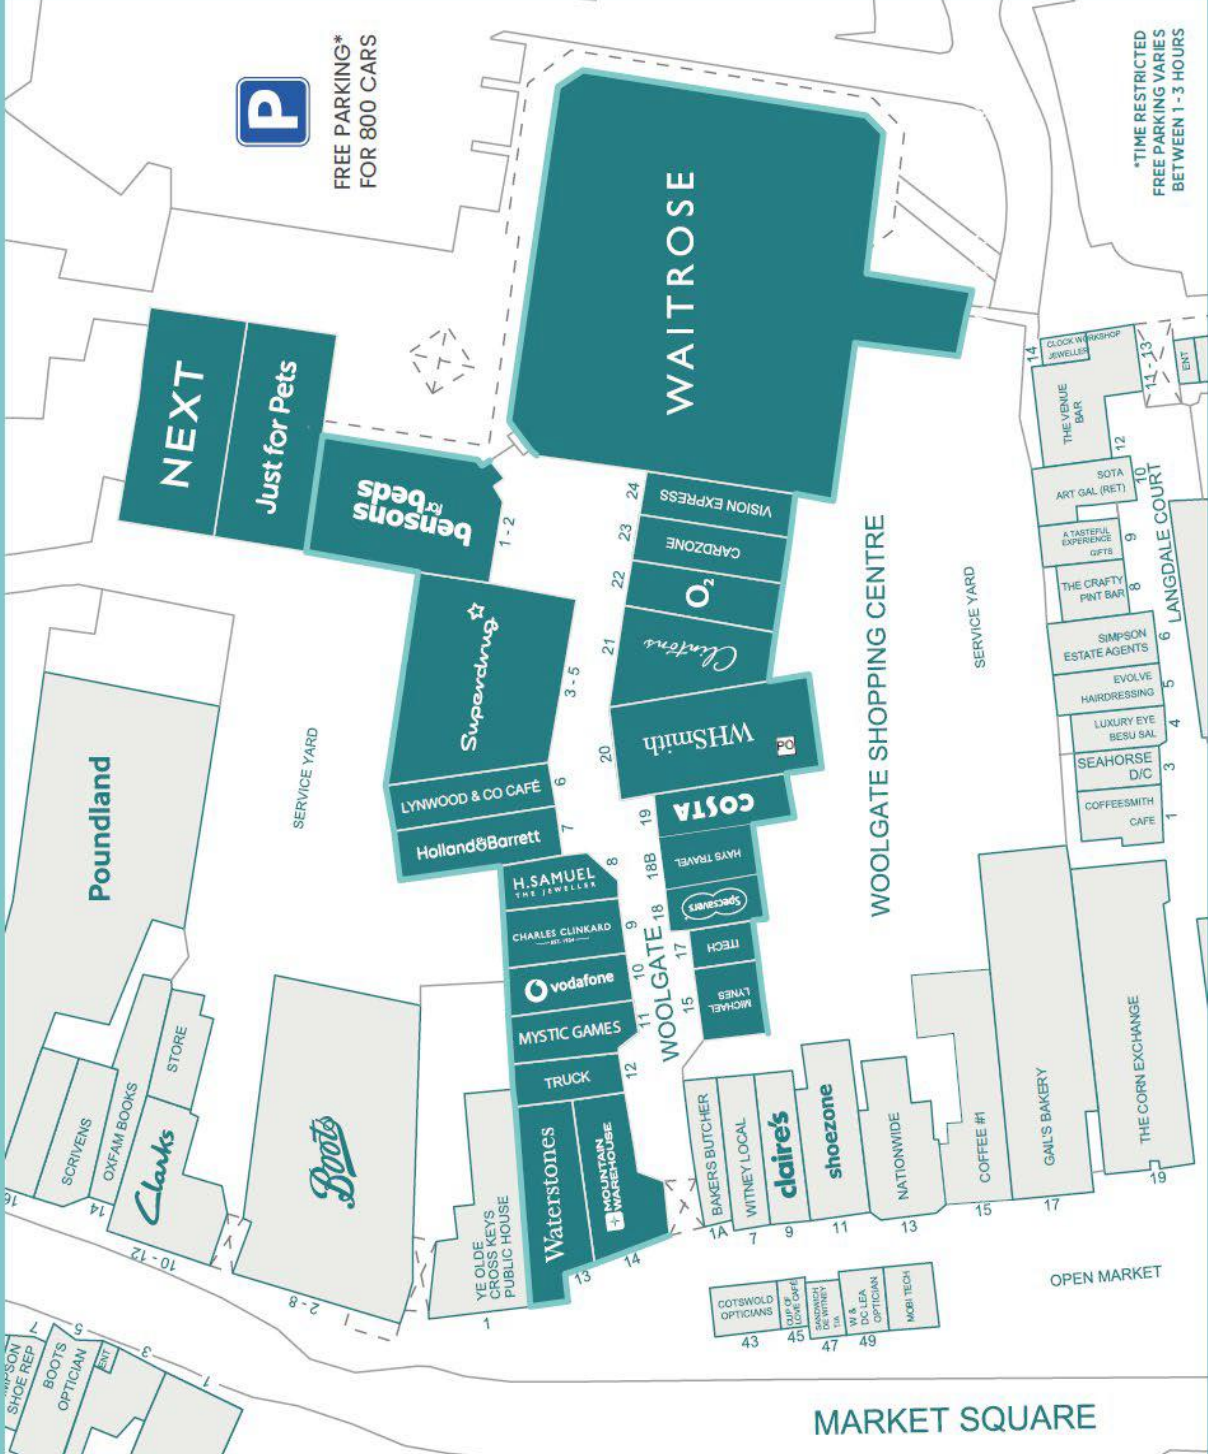 P
FREE PARKING*
FOR 800 CARS
*TIME RESTRICTED
FREE PARKING VARIES
BETWEEN 1 - 3 HOURS
WAITROSE
NEXT
Just for Pets
bensons
for
beds
1 - 2
Superdrug
3 - 5
LYNWOOD & CO CAFÉ
6
Holland&Barrett
7
H.SAMUEL
THE JEWELLER
8
CHARLES CLINKARD
EST. 1924
9
vodafone
10
MYSTIC GAMES
11
TRUCK
12
Waterstones
13
MOUNTAIN
WAREHOUSE
14
24
VISION EXPRESS
23
CARDZONE
22
O2
21
Clintons
20
WHSmith
PO
19
COSTA
18B
HAYS TRAVEL
18
Specsavers
17
ITECH
15
MICHAEL
LYNES
WOOLGATE
WOOLGATE SHOPPING CENTRE
SERVICE YARD
SERVICE YARD
Poundland
STORE
SCRIVENS
OXFAM BOOKS
14
16
Clarks
10 - 12
Boots
2 - 8
YE OLDE
CROSS KEYS
PUBLIC HOUSE
1
BAKERS BUTCHER
1A
WITNEY LOCAL
7
claire's
9
shoezone
11
NATIONWIDE
13
COFFEE #1
15
GAIL'S BAKERY
17
THE CORN EXCHANGE
19
14
CLOCK WORKSHOP
JEWELLER
11 - 13
ENT
THE VENUE
BAR
12
SOTA
ART GAL (RET)
10
A TASTEFUL
EXPERIENCE
GIFTS
9
THE CRAFTY
PINT BAR
8
SIMPSON
ESTATE AGENTS
6
EVOLVE
HAIRDRESSING
5
LUXURY EYE
BESU SAL
4
SEAHORSE
D/C
3
COFFEESMITH
CAFE
1
LANGDALE COURT
COTSWOLD
OPTICIANS
43
CUP OF
LOVE CAFÉ
45
SANDWICH
DE WITNEY
T/A
47
W &
DC LEA
OPTICIAN
49
MOBI TECH
OPEN MARKET
MARKET SQUARE
SHOE REP
7
BOOTS
OPTICIAN
5
ENT
3
1